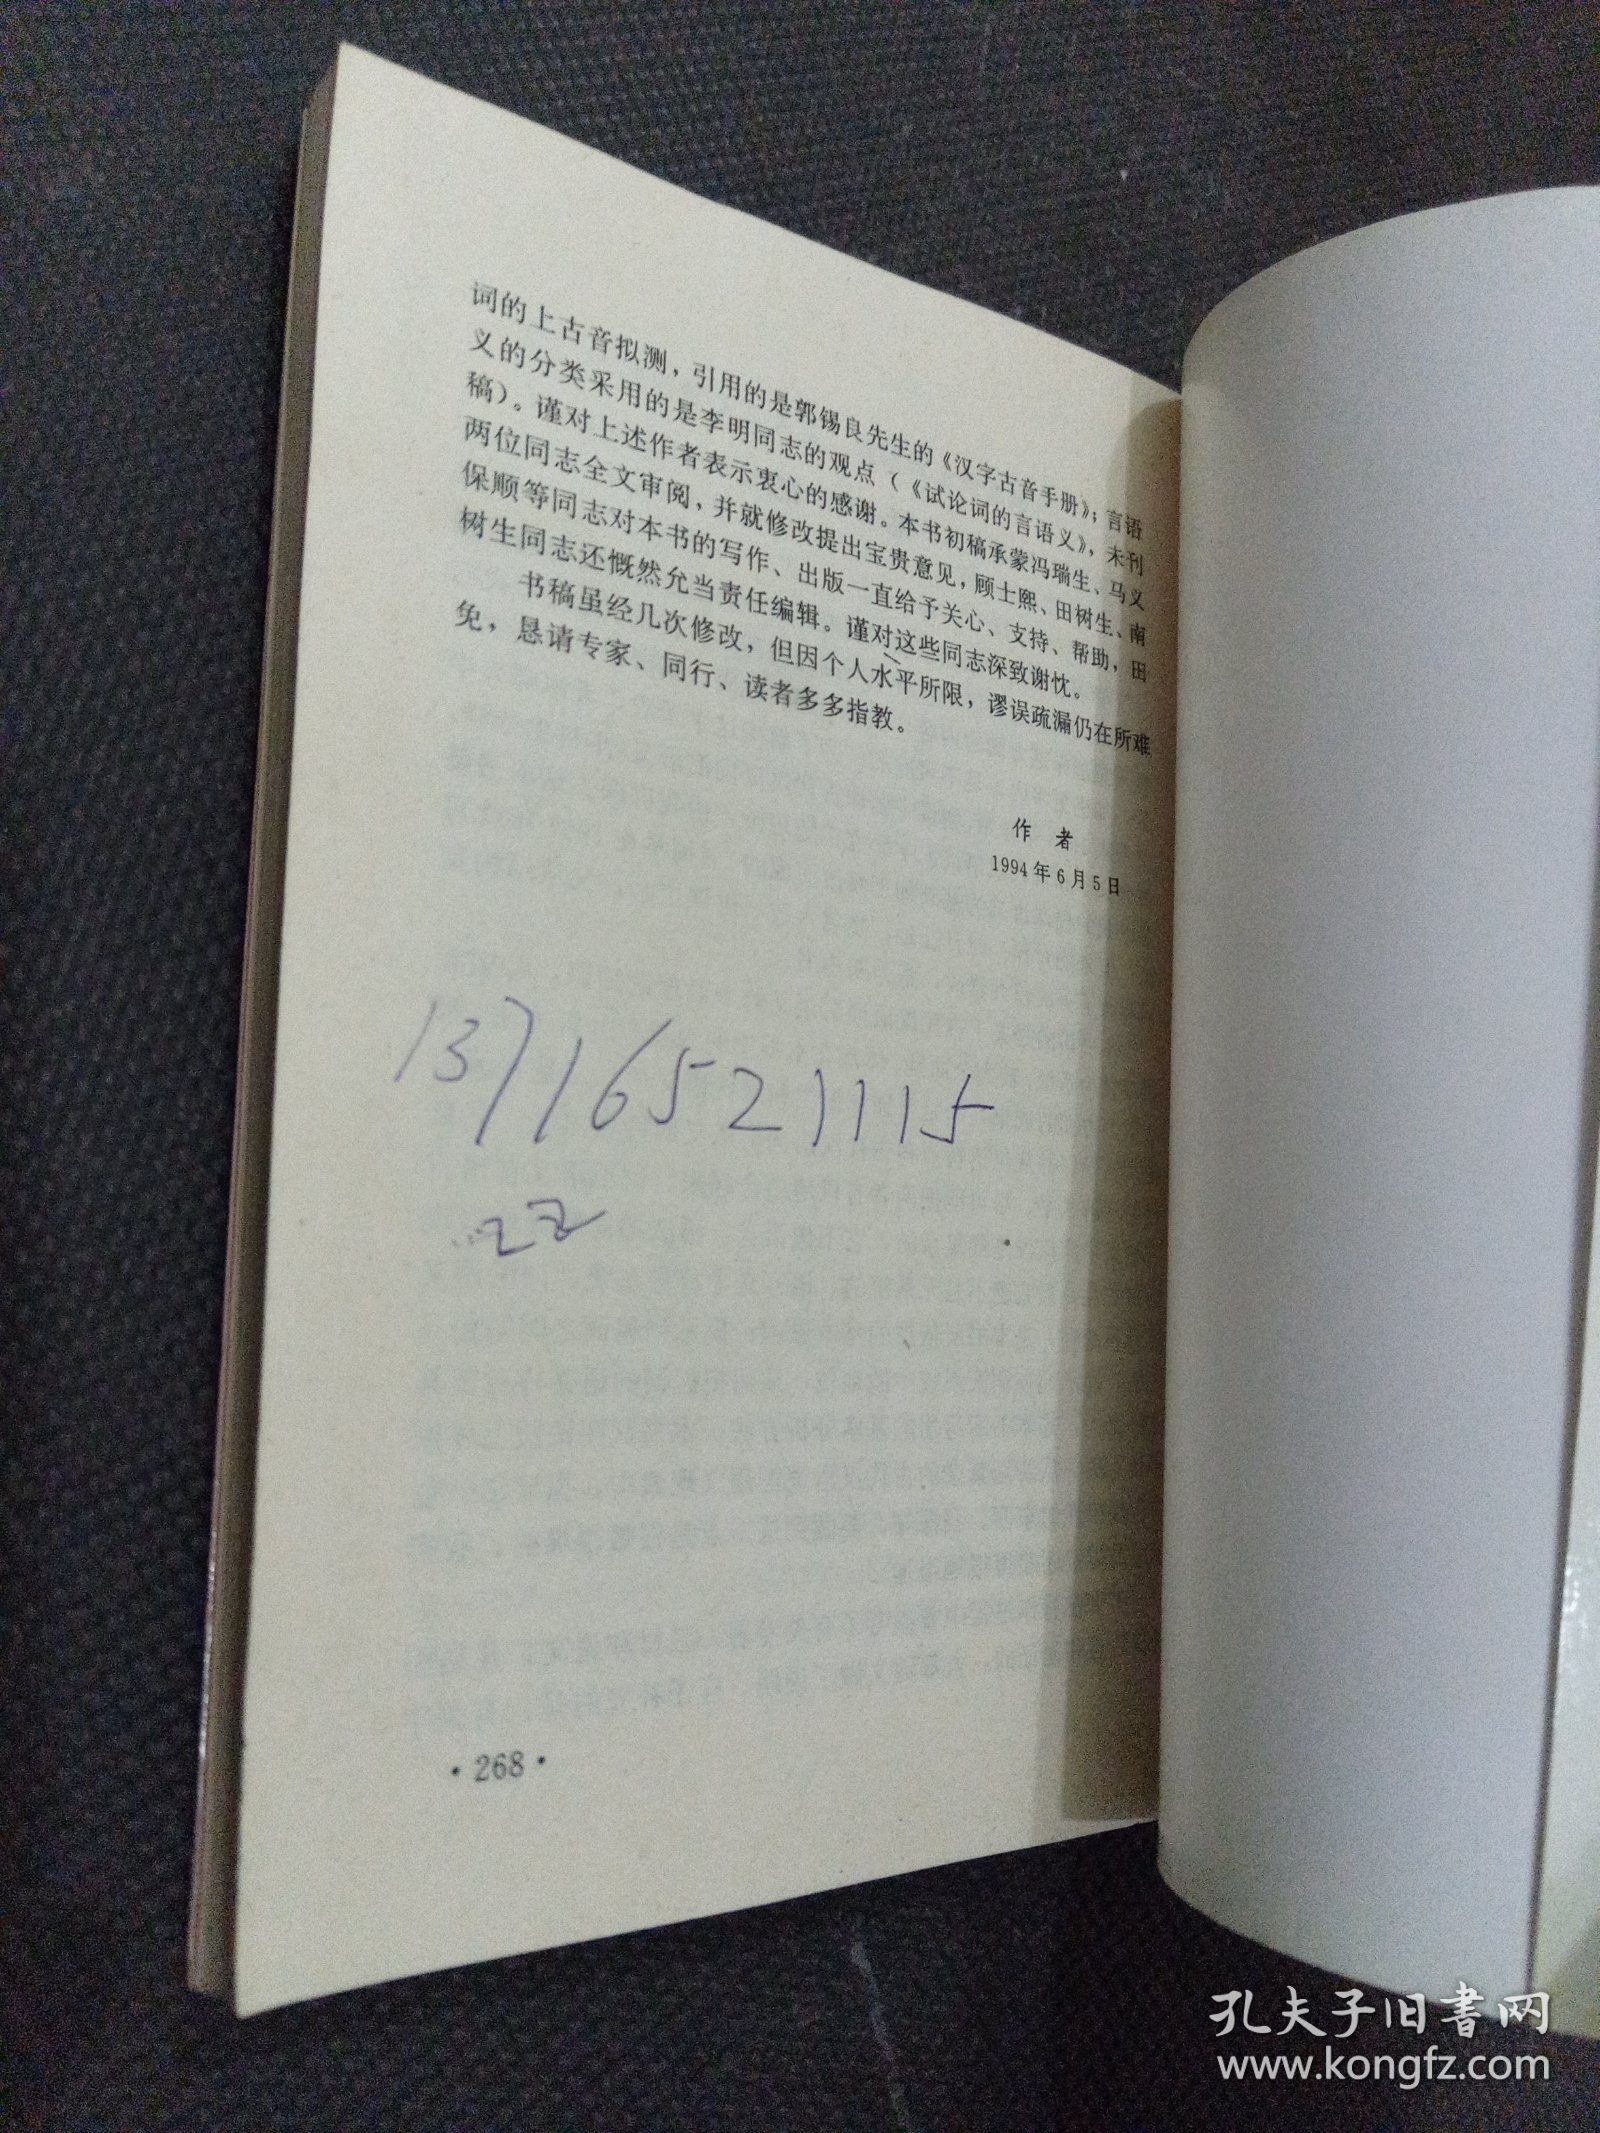 词的上古音拟测，引用的是郭锡良先生的《汉字古音手册》；言语
义的分类采用的是李明同志的观点（《试论词的言语义》，未刊
稿）。谨对上述作者表示衷心的感谢。本书初稿承蒙冯瑞生、马义
两位同志全文审阅，并就修改提出宝贵意见，顾士熙、田树生、南
保顺等同志对本书的写作、出版一直给予关心、支持、帮助，田
树生同志还慨然允当责任编辑。谨对这些同志深致谢忱。
书稿虽经几次修改，但因个人水平所限，谬误疏漏仍在所难
免，恳请专家、同行、读者多多指教。
作 者
1994年6月5日
13716521115
·268·
孔夫子旧书网
www.kongfz.com